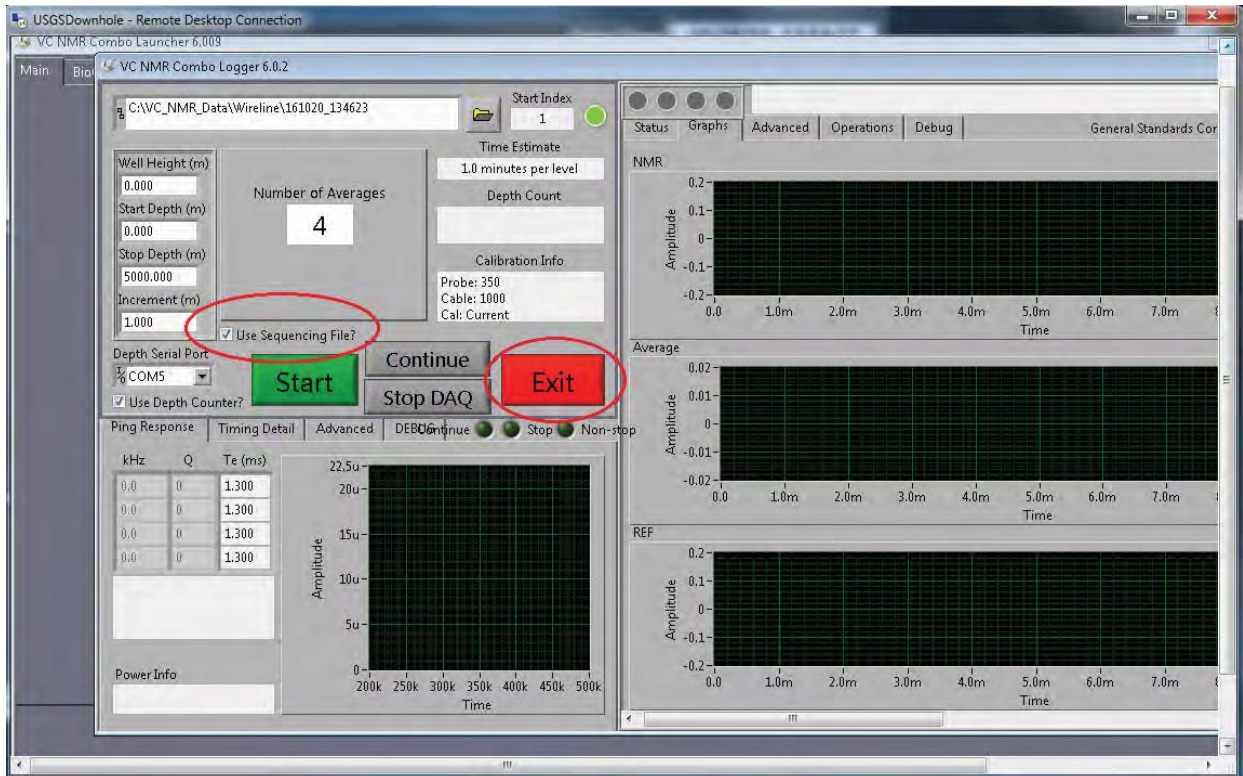 USGSDownhole - Remote Desktop Connection
VC NMR Combo Launcher 6.009
Main
VC NMR Combo Logger 6.0.2
C:\VC_NMR_Data\Wireline\161020_134623
Start Index
1
Time Estimate
1.0 minutes per level
Depth Count
Calibration Info
Probe: 350
Cable: 1000
Cal: Current
Well Height (m)
0.000
Start Depth (m)
0.000
Stop Depth (m)
5000.000
Increment (m)
1.000
Number of Averages
4
Use Sequencing File?
Depth Serial Port
COM5
Use Depth Counter?
Start
Continue
Stop DAQ
Exit
Ping Response Timing Detail Advanced DEBUG
Continue Stop Non-stop
kHz Q Te (ms)
0.0 0 1.300
0.0 0 1.300
0.0 0 1.300
0.0 0 1.300
Power Info
Amplitude
22.5u
20u
15u
10u
5u
0
200k 250k 300k 350k 400k 450k 500k
Time
Status Graphs Advanced Operations Debug
General Standards Cor
NMR
Amplitude
0.2
0.1
0
-0.1
-0.2
0.0 1.0m 2.0m 3.0m 4.0m 5.0m 6.0m 7.0m
Time
Average
Amplitude
0.02
0.01
0
-0.01
-0.02
0.0 1.0m 2.0m 3.0m 4.0m 5.0m 6.0m 7.0m
Time
REF
Amplitude
0.2
0.1
0
-0.1
-0.2
0.0 1.0m 2.0m 3.0m 4.0m 5.0m 6.0m 7.0m
Time